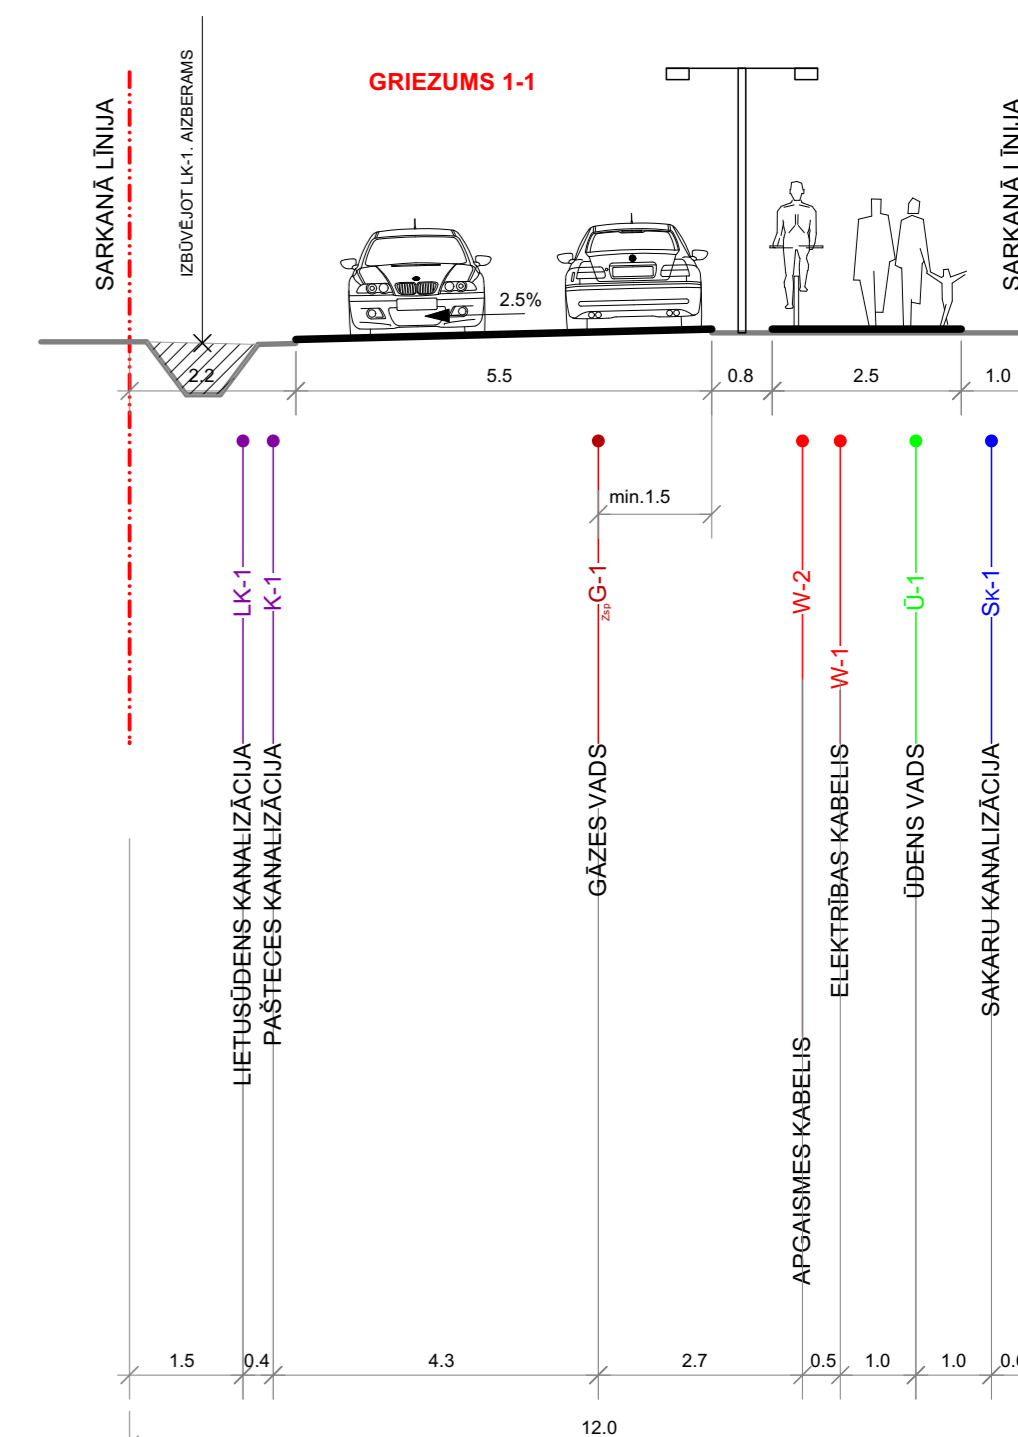 GRIEZUMS 1-1
SARKANĀ LĪNIJA
IZBŪVĒJOT LK-1. AIZBERAMS
SARKANĀ LĪNIJA
2.5%
2.2
5.5
0.8
2.5
1.0
min.1.5
LK-1
K-1
Zsp G-1
W-2
W-1
Ū-1
SK-1
LIETUSŪDENS KANALIZĀCIJA
PAŠTECES KANALIZĀCIJA
GĀZES VADS
APGAISMES KABELIS
ELEKTRĪBAS KABELIS
ŪDENS VADS
SAKARU KANALIZĀCIJA
1.5
0.4
4.3
2.7
0.5
1.0
1.0
12.0